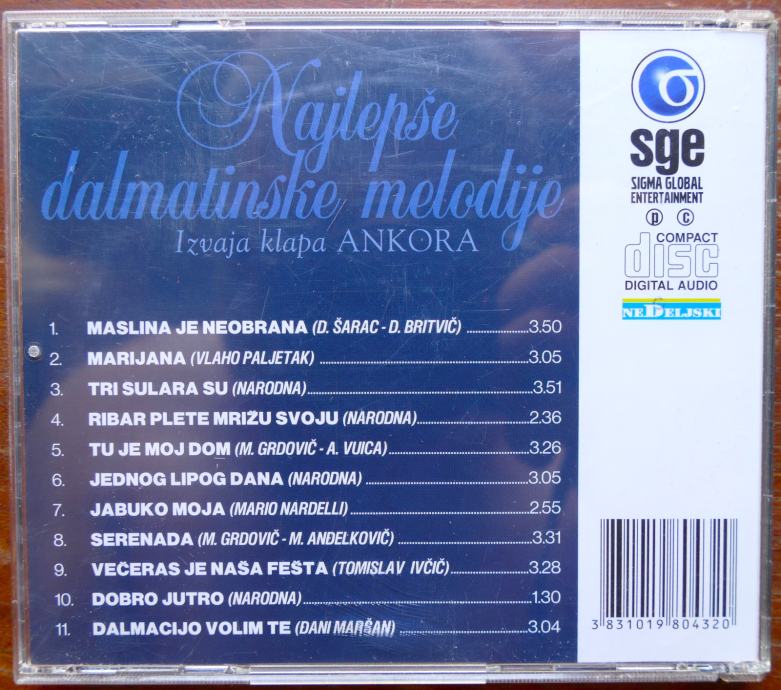 Najlepše
dalmatinske melodije
Izvaja klapa ANKORA
1. MASLINA JE NEOBRANA (D. ŠARAC - D. BRITVIČ) ........................3.50
2. MARIJANA (VLAHO PALJETAK) ........................3.05
3. TRI SULARA SU (NARODNA)........................3.51
4. RIBAR PLETE MRIŽU SVOJU (NARODNA)........................2.36
5. TU JE MOJ DOM (M. GRDOVIČ - A. VUICA) ........................3.26
6. JEDNOG LIPOG DANA (NARODNA) ........................3.05
7. JABUKO MOJA (MARIO NARDELLI) ........................2.55
8. SERENADA (M. GRDOVIČ - M. ANĐELKOVIČ) ........................3.31
9. VEČERAS JE NAŠA FEŠTA (TOMISLAV IVČIČ)........................3.28
10. DOBRO JUTRO (NARODNA)........................1.30
11. DALMACIJO VOLIM TE (ĐANI MARŠAN) ........................3.04
sge
SIGMA GLOBAL
ENTERTAINMENT
Ⓟ Ⓒ
COMPACT
disc
DIGITAL AUDIO
NEDELJSKI
3 831019 804320